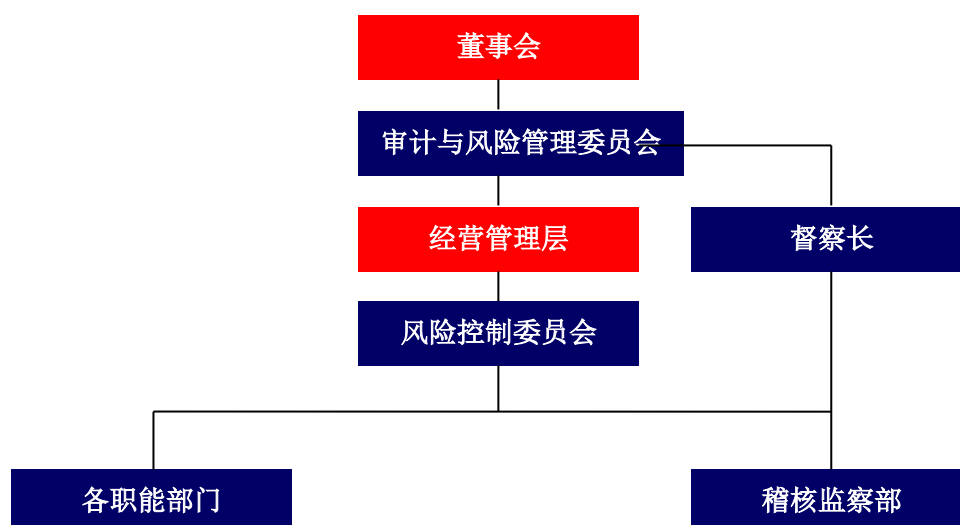 董事会
审计与风险管理委员会
经营管理层
督察长
风险控制委员会
各职能部门
稽核监察部